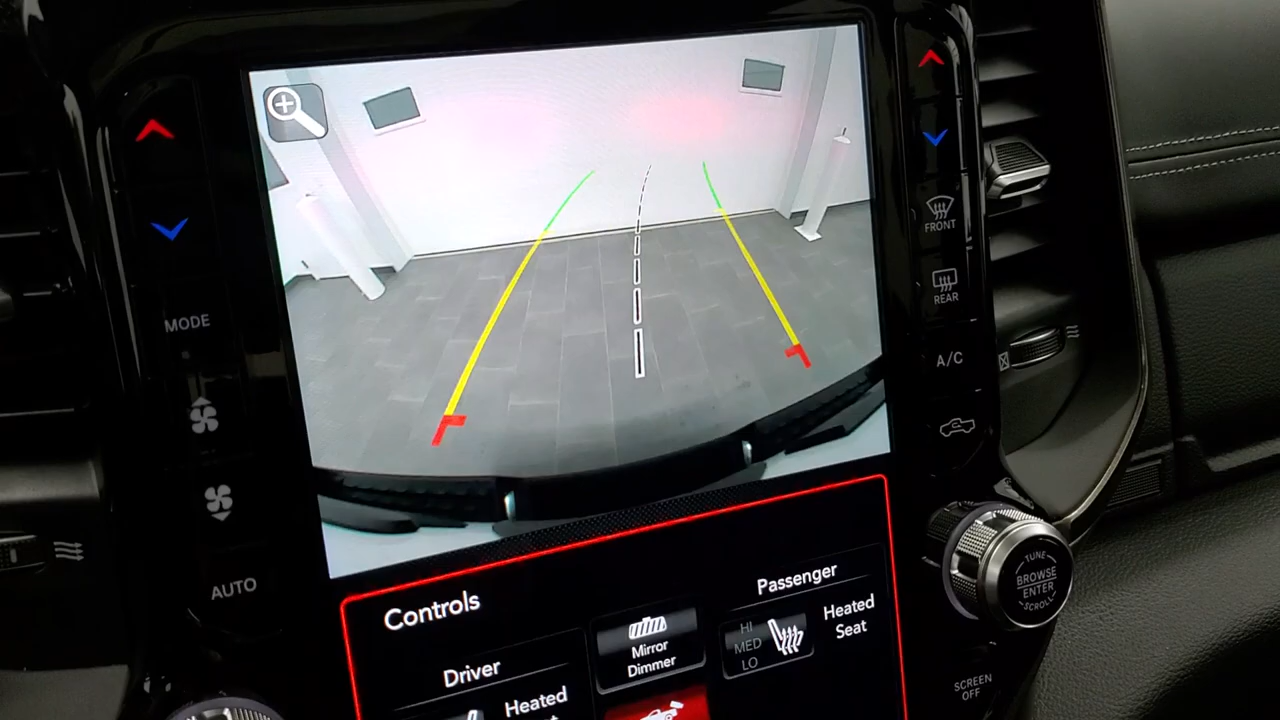 MODE
AUTO
FRONT
REAR
A/C
TUNE
BROWSE
ENTER
SCROLL
SCREEN
OFF
Controls
Driver
Heated
Mirror
Dimmer
Passenger
HI
MED
LO
Heated
Seat